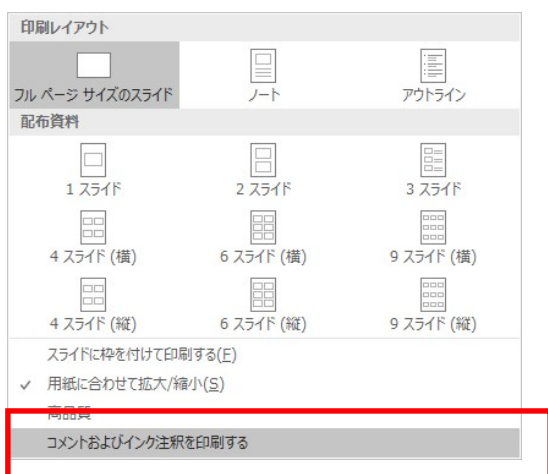 印刷レイアウト
フル ページ サイズのスライド ノート アウトライン
配布資料
1 スライド 2 スライド 3 スライド
4 スライド (横) 6 スライド (横) 9 スライド (横)
4 スライド (縦) 6 スライド (縦) 9 スライド (縦)
スライドに枠を付けて印刷する(F)
用紙に合わせて拡大/縮小(S)
高品質
コメントおよびインク注釈を印刷する